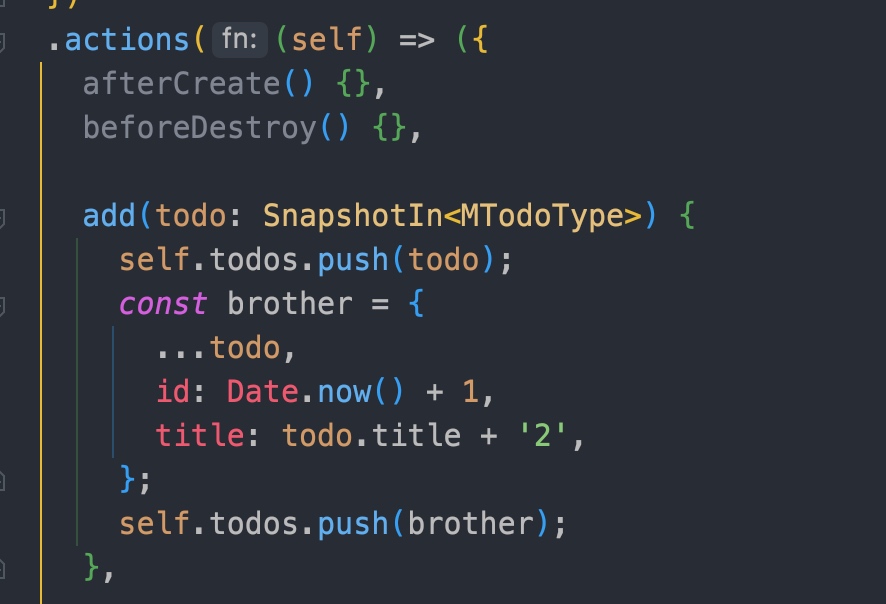 })
.actions( fn: (self) => ({
afterCreate() {},
beforeDestroy() {},
add(todo: SnapshotIn<MTodoType>) {
self.todos.push(todo);
const brother = {
...todo,
id: Date.now() + 1,
title: todo.title + '2',
};
self.todos.push(brother);
},